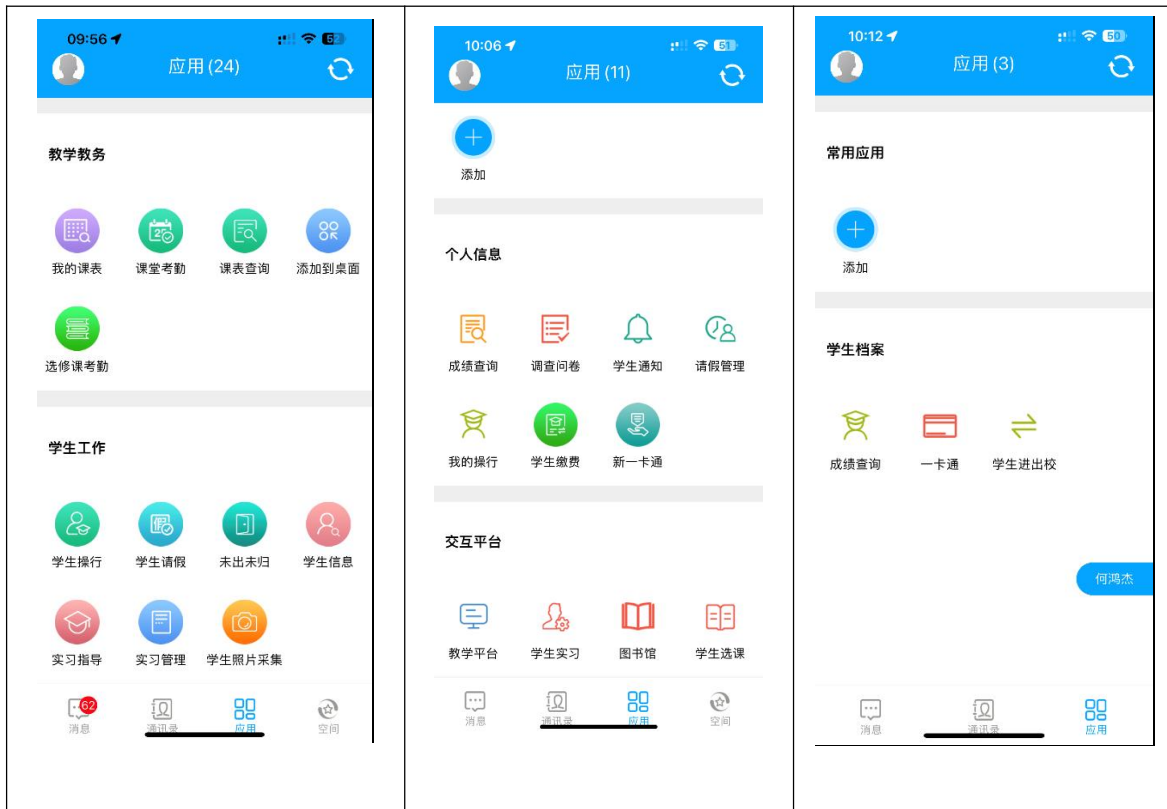 09:56
52
应用(24)
教学教务
我的课表 课堂考勤 课表查询 添加到桌面
选修课考勤
学生工作
学生操行 学生请假 未出未归 学生信息
实习指导 实习管理 学生照片采集
62
消息 通讯录 应用 空间
10:06
51
应用(11)
添加
个人信息
成绩查询 调查问卷 学生通知 请假管理
我的操行 学生缴费 新一卡通
交互平台
教学平台 学生实习 图书馆 学生选课
消息 通讯录 应用 空间
10:12
50
应用(3)
常用应用
添加
学生档案
成绩查询 一卡通 学生进出校
何鸿杰
消息 通讯录 应用